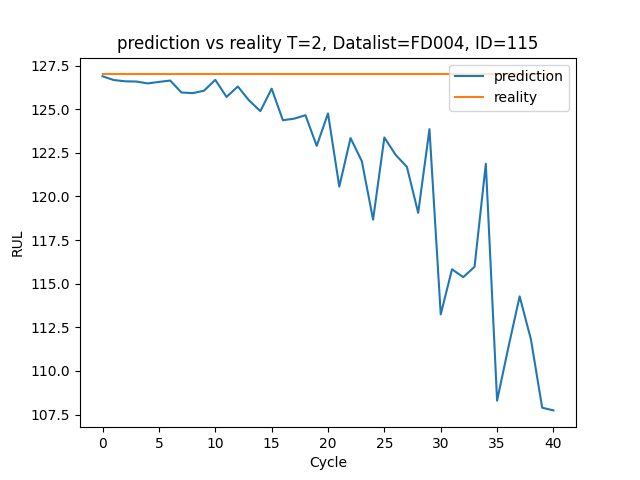 prediction vs reality T=2, Datalist=FD004, ID=115
127.5
125.0
122.5
120.0
117.5
115.0
112.5
110.0
107.5
RUL
prediction
reality
0 5 10 15 20 25 30 35 40
Cycle